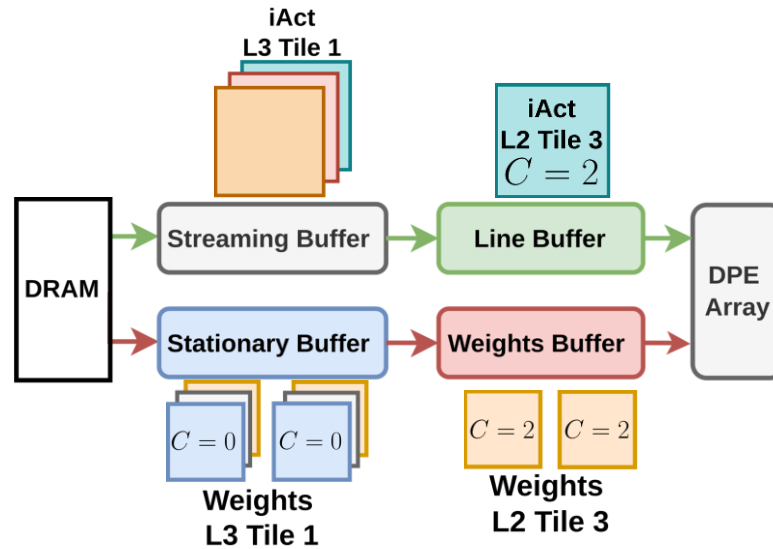 iAct
L3 Tile 1
iAct
L2 Tile 3
C = 2
Streaming Buffer
Line Buffer
DRAM
DPE
Array
Stationary Buffer
Weights Buffer
C = 0
C = 0
C = 2
C = 2
Weights
L3 Tile 1
Weights
L2 Tile 3